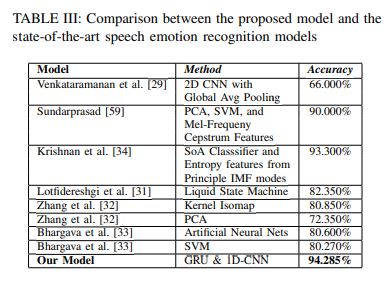 TABLE III: Comparison between the proposed model and the
state-of-the-art speech emotion recognition models
Model Method Accuracy
Venkataramanan et al. [29] 2D CNN with 66.000%
Global Avg Pooling
Sundarprasad [59] PCA, SVM, and 90.000%
Mel-Frequeny
Cepstrum Features
Krishnan et al. [34] SoA Classsifier and 93.300%
Entropy features from
Principle IMF modes
Lotfidereshgi et al. [31] Liquid State Machine 82.350%
Zhang et al. [32] Kernel Isomap 80.850%
Zhang et al. [32] PCA 72.350%
Bhargava et al. [33] Artificial Neural Nets 80.600%
Bhargava et al. [33] SVM 80.270%
Our Model GRU & 1D-CNN 94.285%